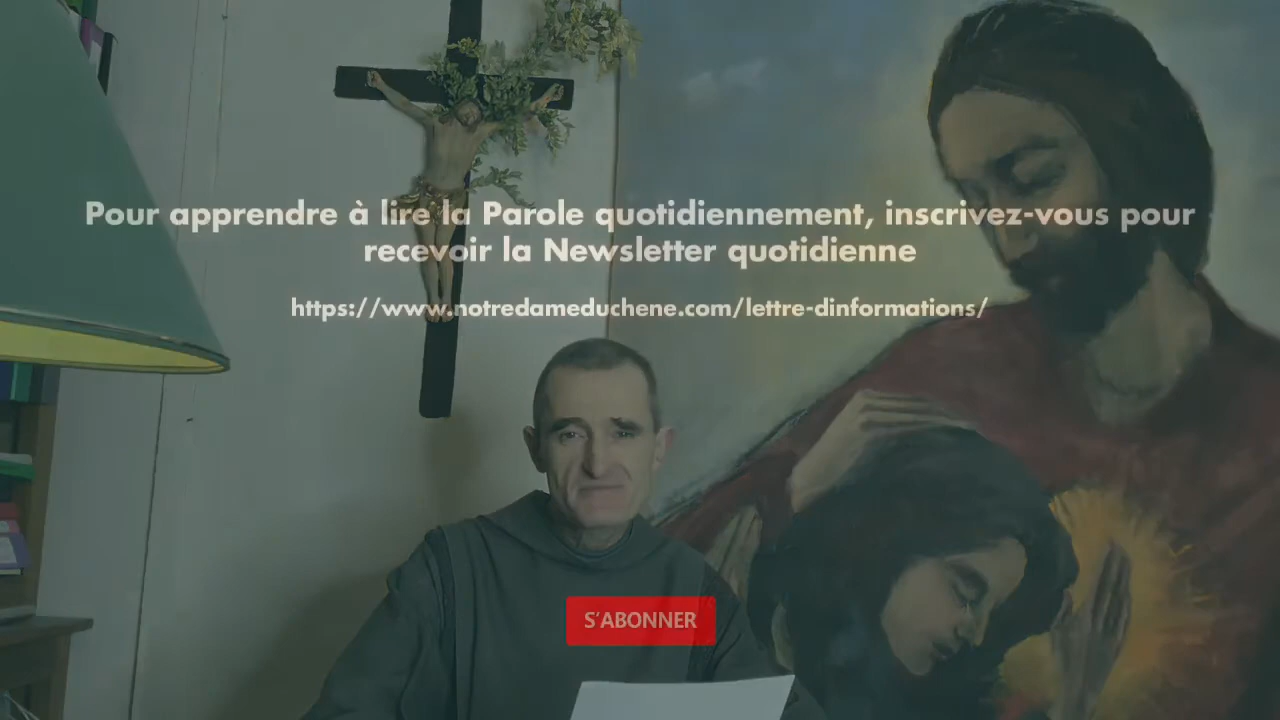 Pour apprendre à lire la Parole quotidiennement, inscrivez-vous pour
recevoir la Newsletter quotidienne
https://www.notredameduchene.com/lettre-dinformations/
S'ABONNER